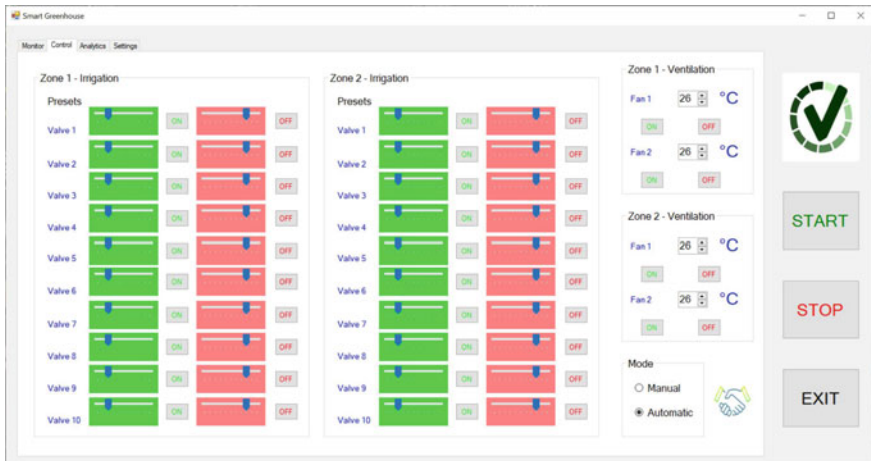 Smart Greenhouse
Monitor Control Analytics Settings
Zone 1 - Irrigation
Presets
Valve 1 ON OFF
Valve 2 ON OFF
Valve 3 ON OFF
Valve 4 ON OFF
Valve 5 ON OFF
Valve 6 ON OFF
Valve 7 ON OFF
Valve 8 ON OFF
Valve 9 ON OFF
Valve 10 ON OFF
Zone 2 - Irrigation
Presets
Valve 1 ON OFF
Valve 2 ON OFF
Valve 3 ON OFF
Valve 4 ON OFF
Valve 5 ON OFF
Valve 6 ON OFF
Valve 7 ON OFF
Valve 8 ON OFF
Valve 9 ON OFF
Valve 10 ON OFF
Zone 1 - Ventilation
Fan 1 26 °C
ON OFF
Fan 2 26 °C
ON OFF
Zone 2 - Ventilation
Fan 1 26 °C
ON OFF
Fan 2 26 °C
ON OFF
Mode
Manual
Automatic
START
STOP
EXIT